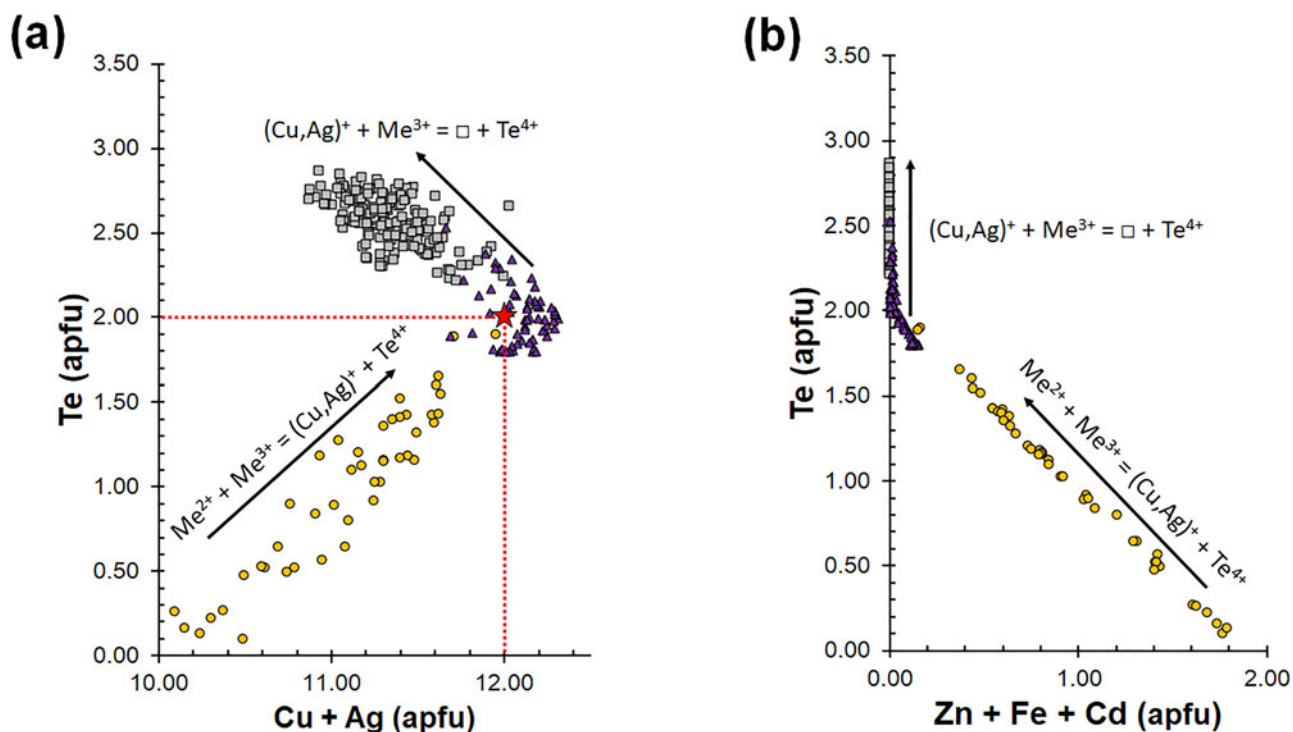 (a)
3.50
3.00
2.50
2.00
1.50
1.00
0.50
0.00
10.00 11.00 12.00
Te (apfu)
Cu + Ag (apfu)
(Cu,Ag)⁺ + Me³⁺ = □ + Te⁴⁺
Me²⁺ + Me³⁺ = (Cu,Ag)⁺ + Te⁴⁺
(b)
3.50
3.00
2.50
2.00
1.50
1.00
0.50
0.00
0.00 1.00 2.00
Te (apfu)
Zn + Fe + Cd (apfu)
(Cu,Ag)⁺ + Me³⁺ = □ + Te⁴⁺
Me²⁺ + Me³⁺ = (Cu,Ag)⁺ + Te⁴⁺